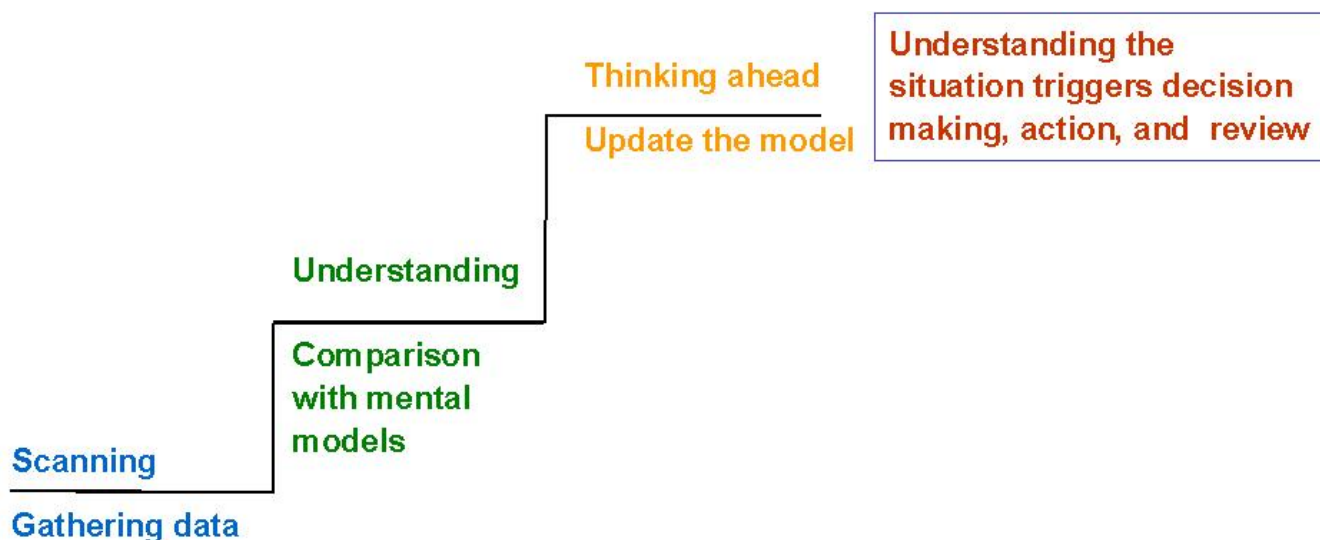 Scanning
Gathering data
Understanding
Comparison
with mental
models
Thinking ahead
Update the model
Understanding the
situation triggers decision
making, action, and  review